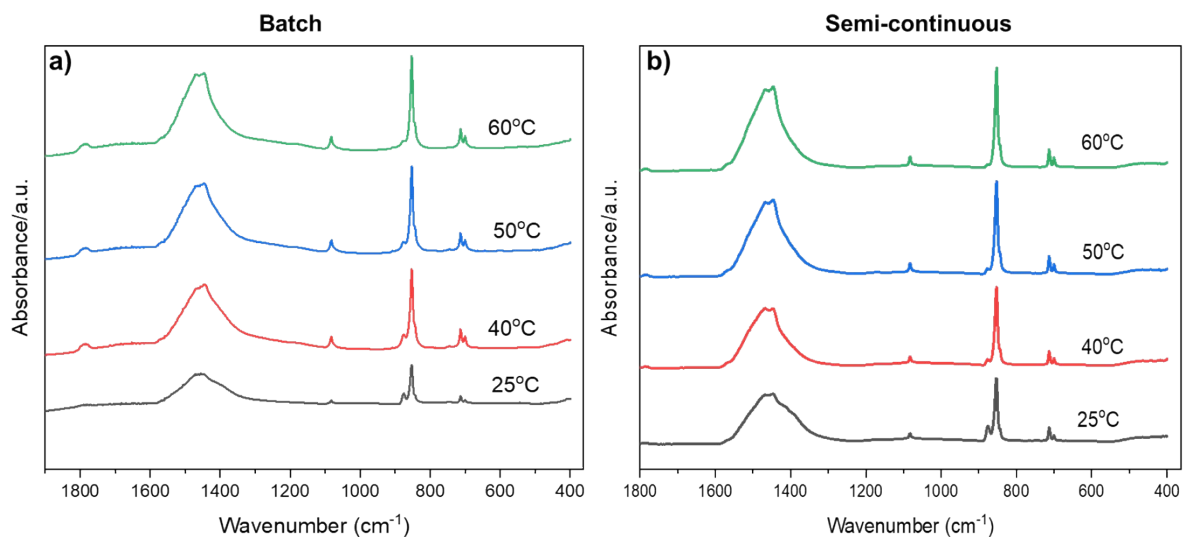 Batch
a)
60°C
50°C
40°C
25°C
1800 1600 1400 1200 1000 800 600 400
Wavenumber (cm⁻¹)
Absorbance/a.u.
Semi-continuous
b)
60°C
50°C
40°C
25°C
1800 1600 1400 1200 1000 800 600 400
Wavenumber (cm⁻¹)
Absorbance/a.u.